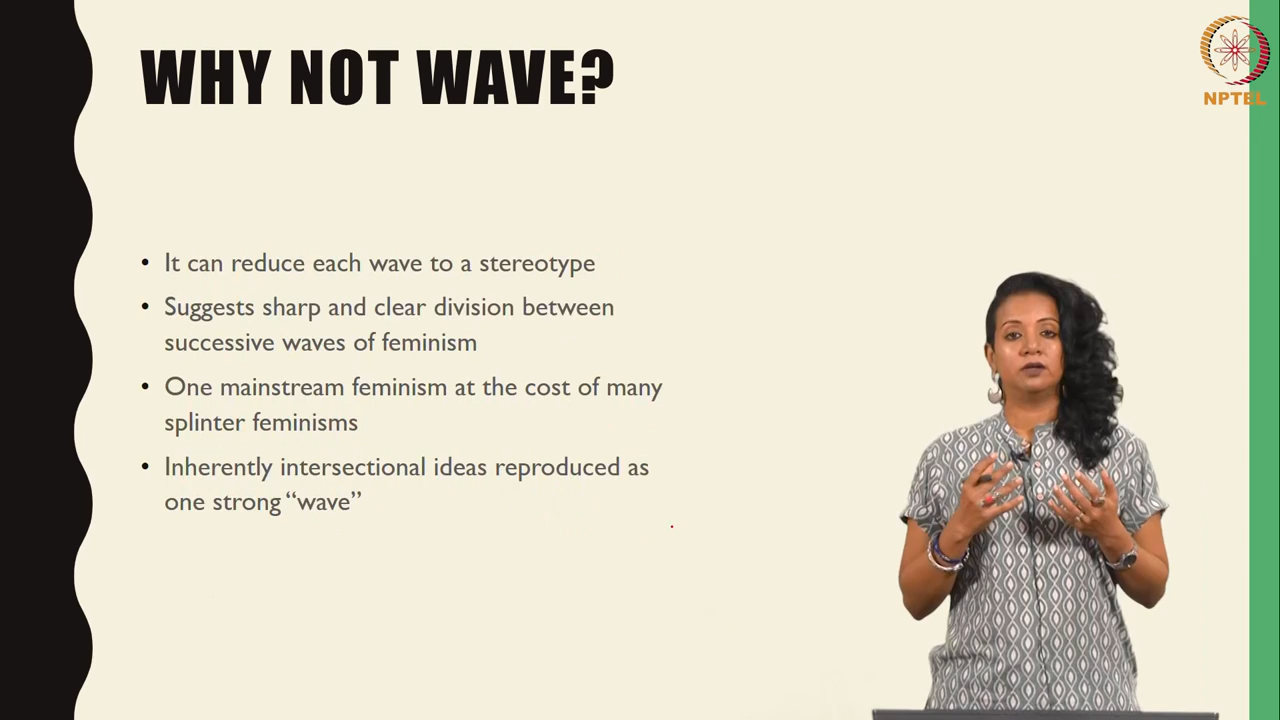 WHY NOT WAVE?
NPTEL
• It can reduce each wave to a stereotype
• Suggests sharp and clear division between
successive waves of feminism
• One mainstream feminism at the cost of many
splinter feminisms
• Inherently intersectional ideas reproduced as
one strong “wave”